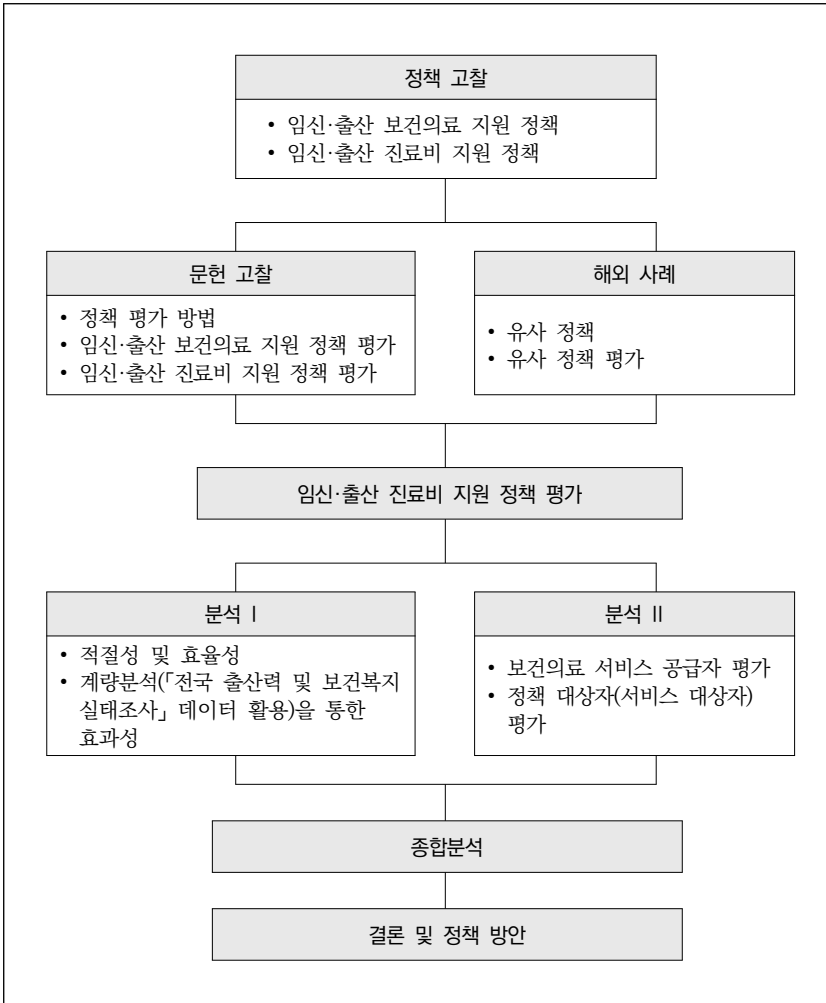 정책 고찰
• 임신·출산 보건의료 지원 정책
• 임신·출산 진료비 지원 정책
문헌 고찰
• 정책 평가 방법
• 임신·출산 보건의료 지원 정책 평가
• 임신·출산 진료비 지원 정책 평가
해외 사례
• 유사 정책
• 유사 정책 평가
임신·출산 진료비 지원 정책 평가
분석 Ⅰ
• 적절성 및 효율성
• 계량분석(「전국 출산력 및 보건복지
실태조사」 데이터 활용)을 통한
효과성
분석 Ⅱ
• 보건의료 서비스 공급자 평가
• 정책 대상자(서비스 대상자)
평가
종합분석
결론 및 정책 방안